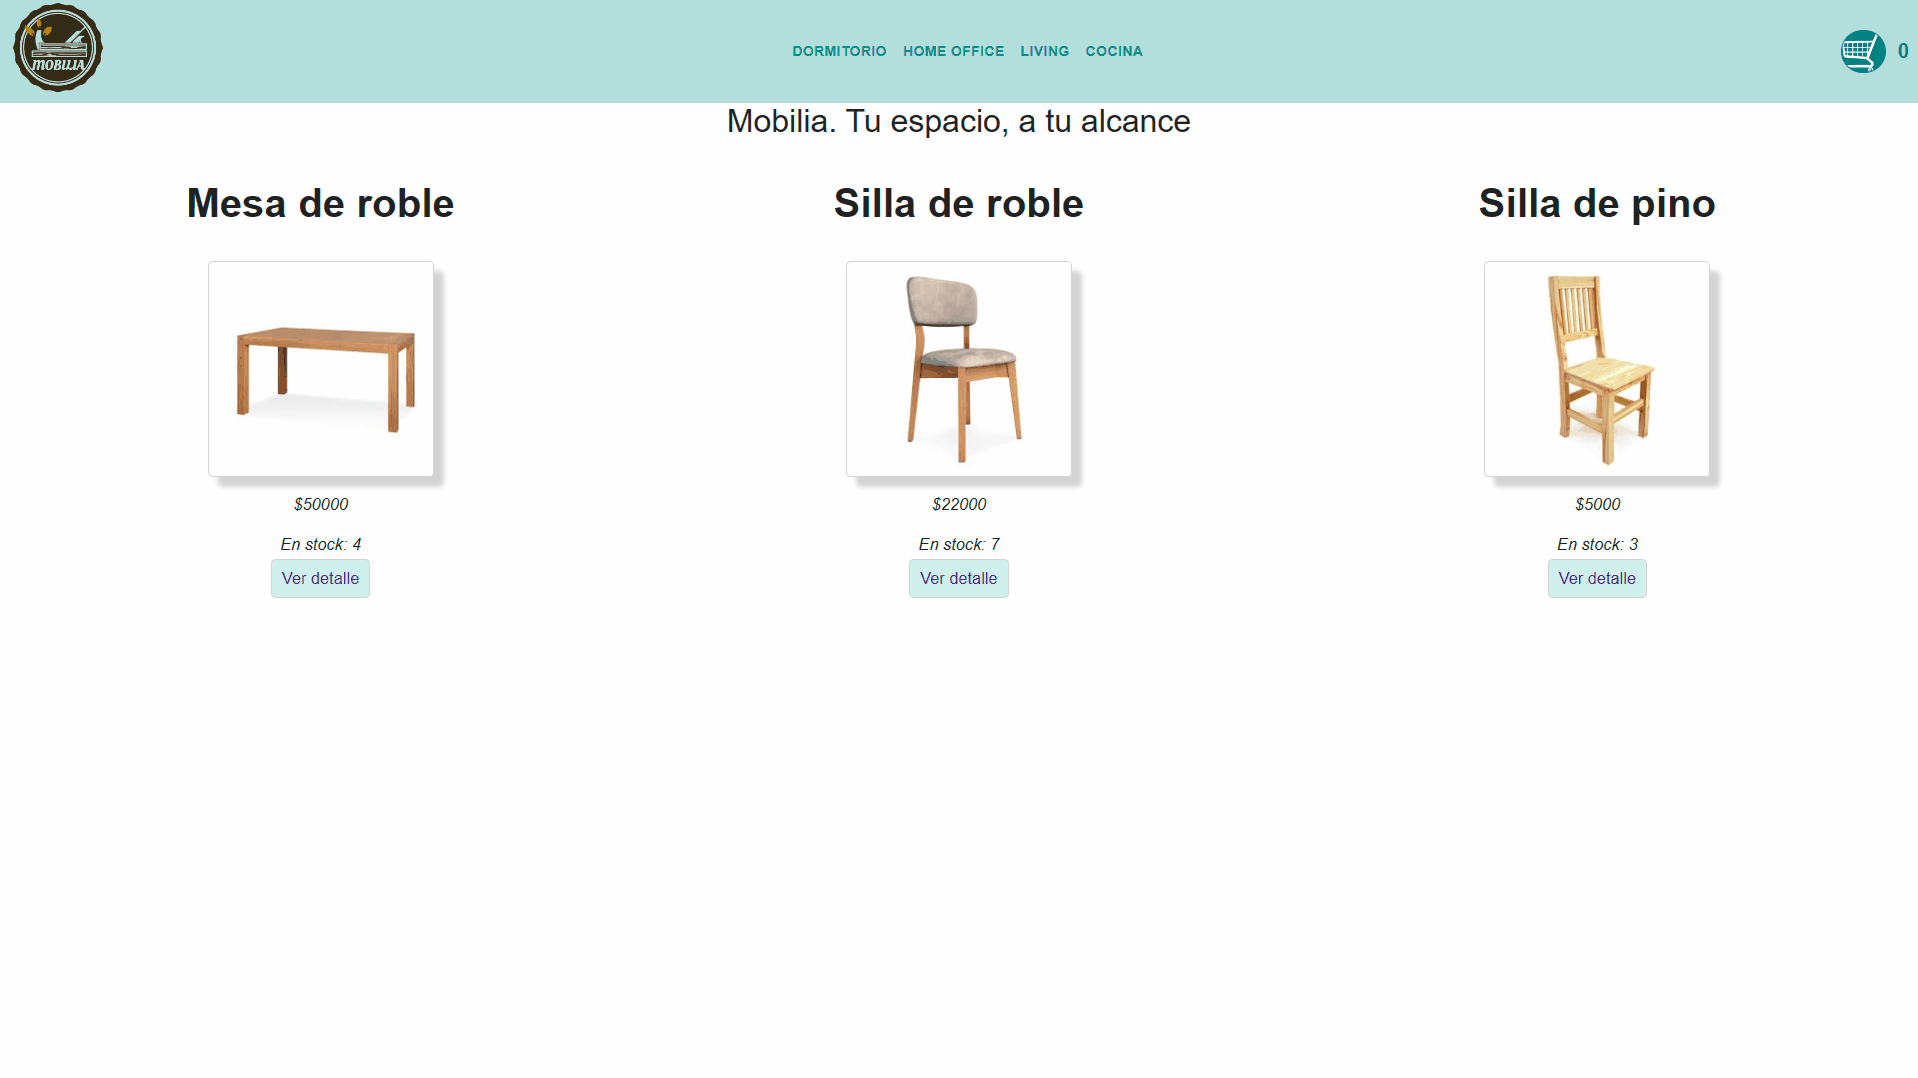 MOBILIA
DORMITORIO HOME OFFICE LIVING COCINA
0
Mobilia. Tu espacio, a tu alcance
Mesa de roble
$50000
En stock: 4
Ver detalle
Silla de roble
$22000
En stock: 7
Ver detalle
Silla de pino
$5000
En stock: 3
Ver detalle